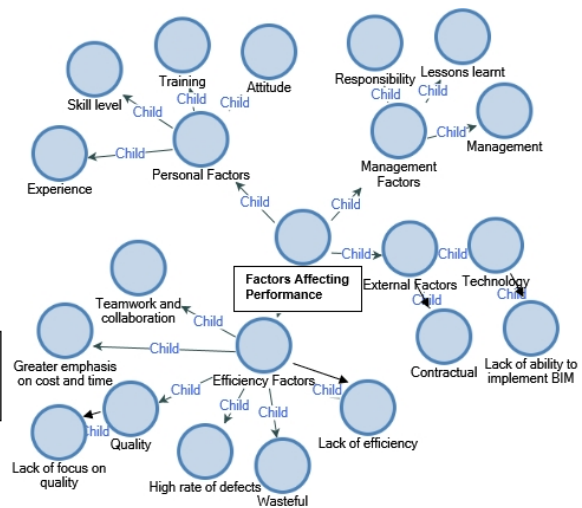 Training
Attitude
Responsibility
Lessons learnt
Skill level
Child
Child
Child
Child
Child
Child
Management
Child
Experience
Personal Factors
Management
Factors
Child
Child
Child
Child
Factors Affecting
Performance
External Factors
Technology
Child
Child
Teamwork and
collaboration
Child
Contractual
Lack of ability to
implement BIM
Greater emphasis
on cost and time
Child
Efficiency Factors
Child
Child
Child
Child
Child
Quality
Lack of efficiency
Lack of focus on
quality
High rate of defects
Wasteful